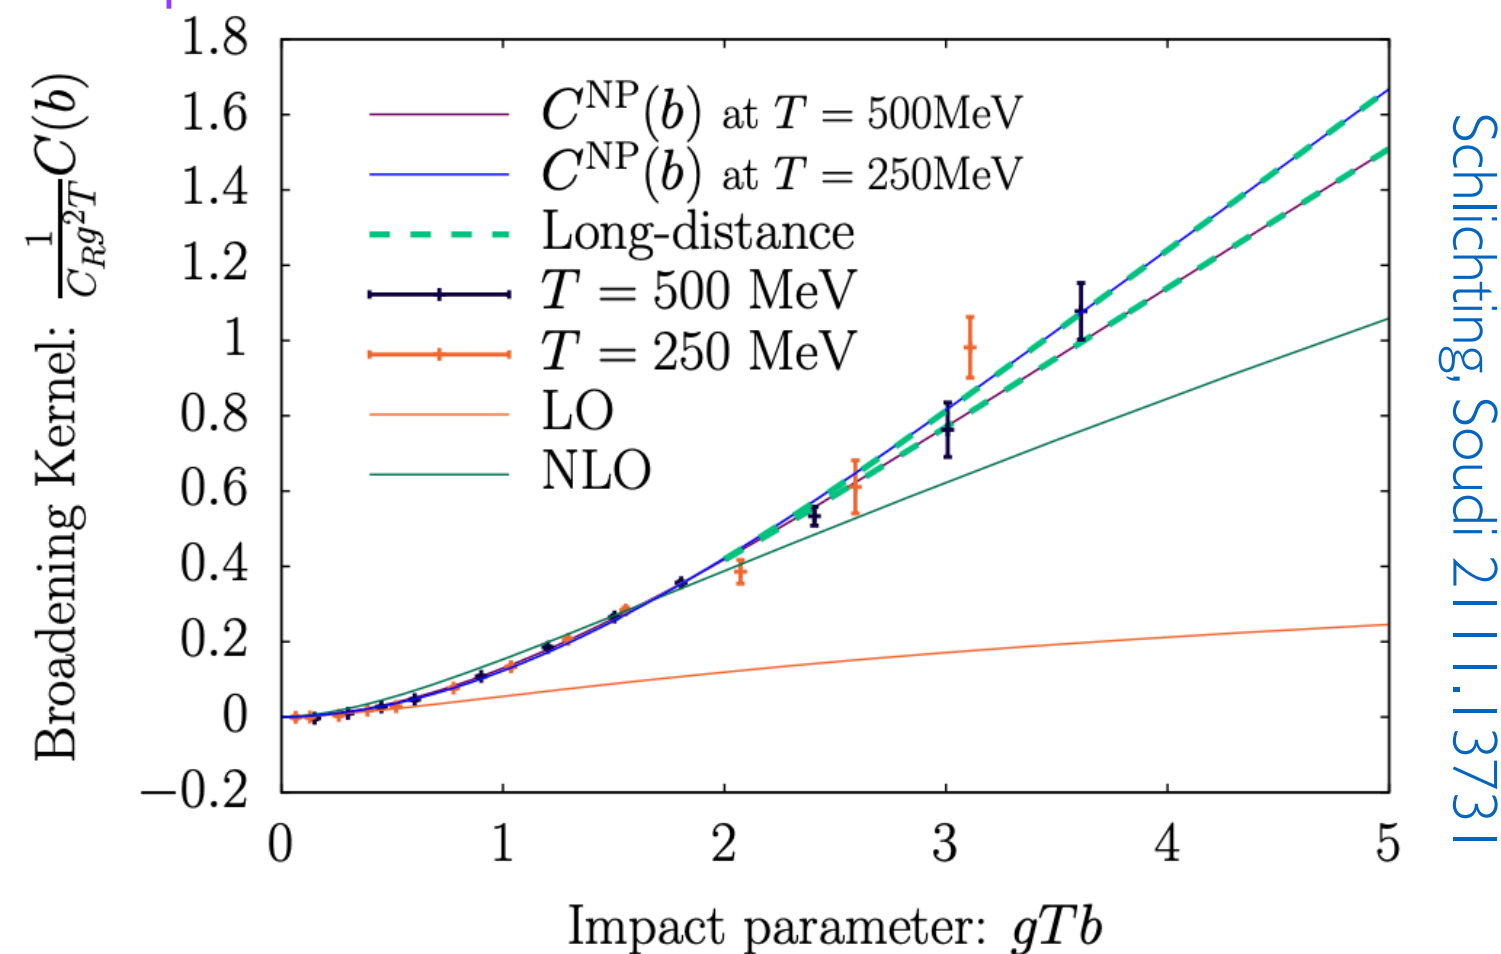 1.8
1.6
1.4
1.2
1
0.8
0.6
0.4
0.2
0
−0.2
Broadening Kernel: 1/(C_R g²T) C(b)
C^NP(b) at T = 500MeV
C^NP(b) at T = 250MeV
Long-distance
T = 500 MeV
T = 250 MeV
LO
NLO
0 1 2 3 4 5
Impact parameter: gTb
Schlichting, Soudi 2111.13731